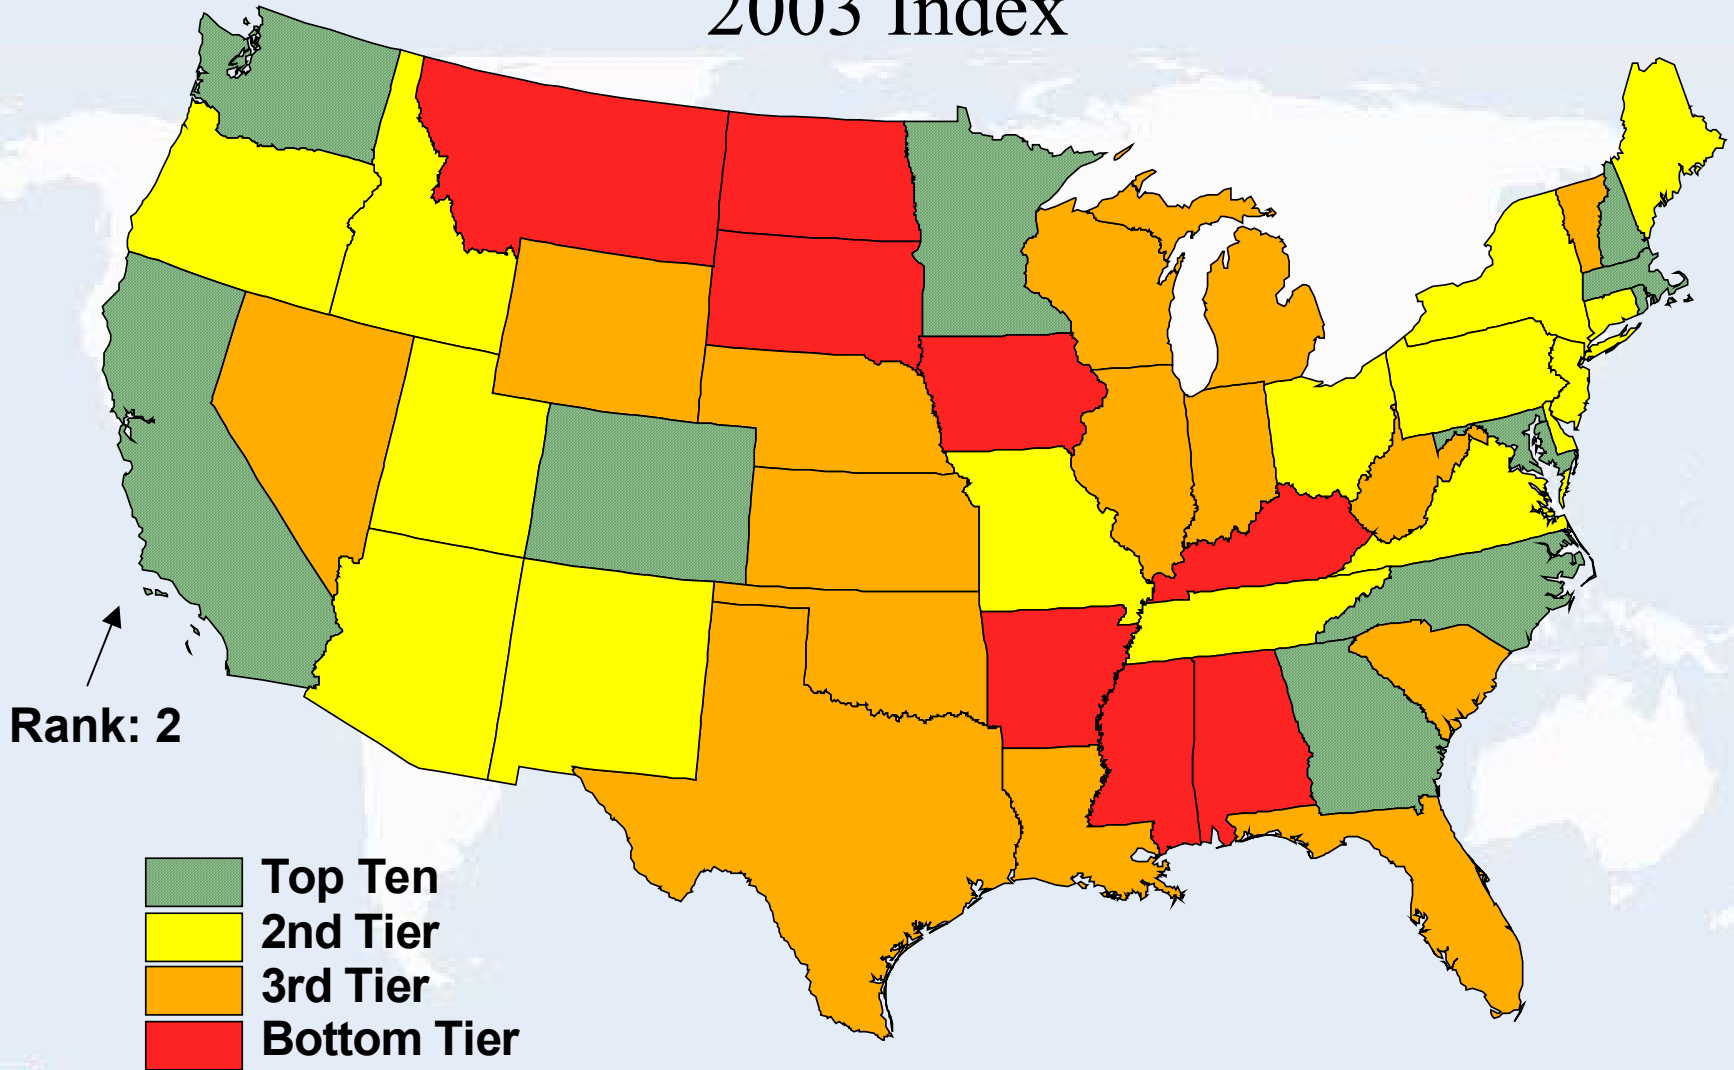 2003 Index
Rank: 2
Top Ten
2nd Tier
3rd Tier
Bottom Tier